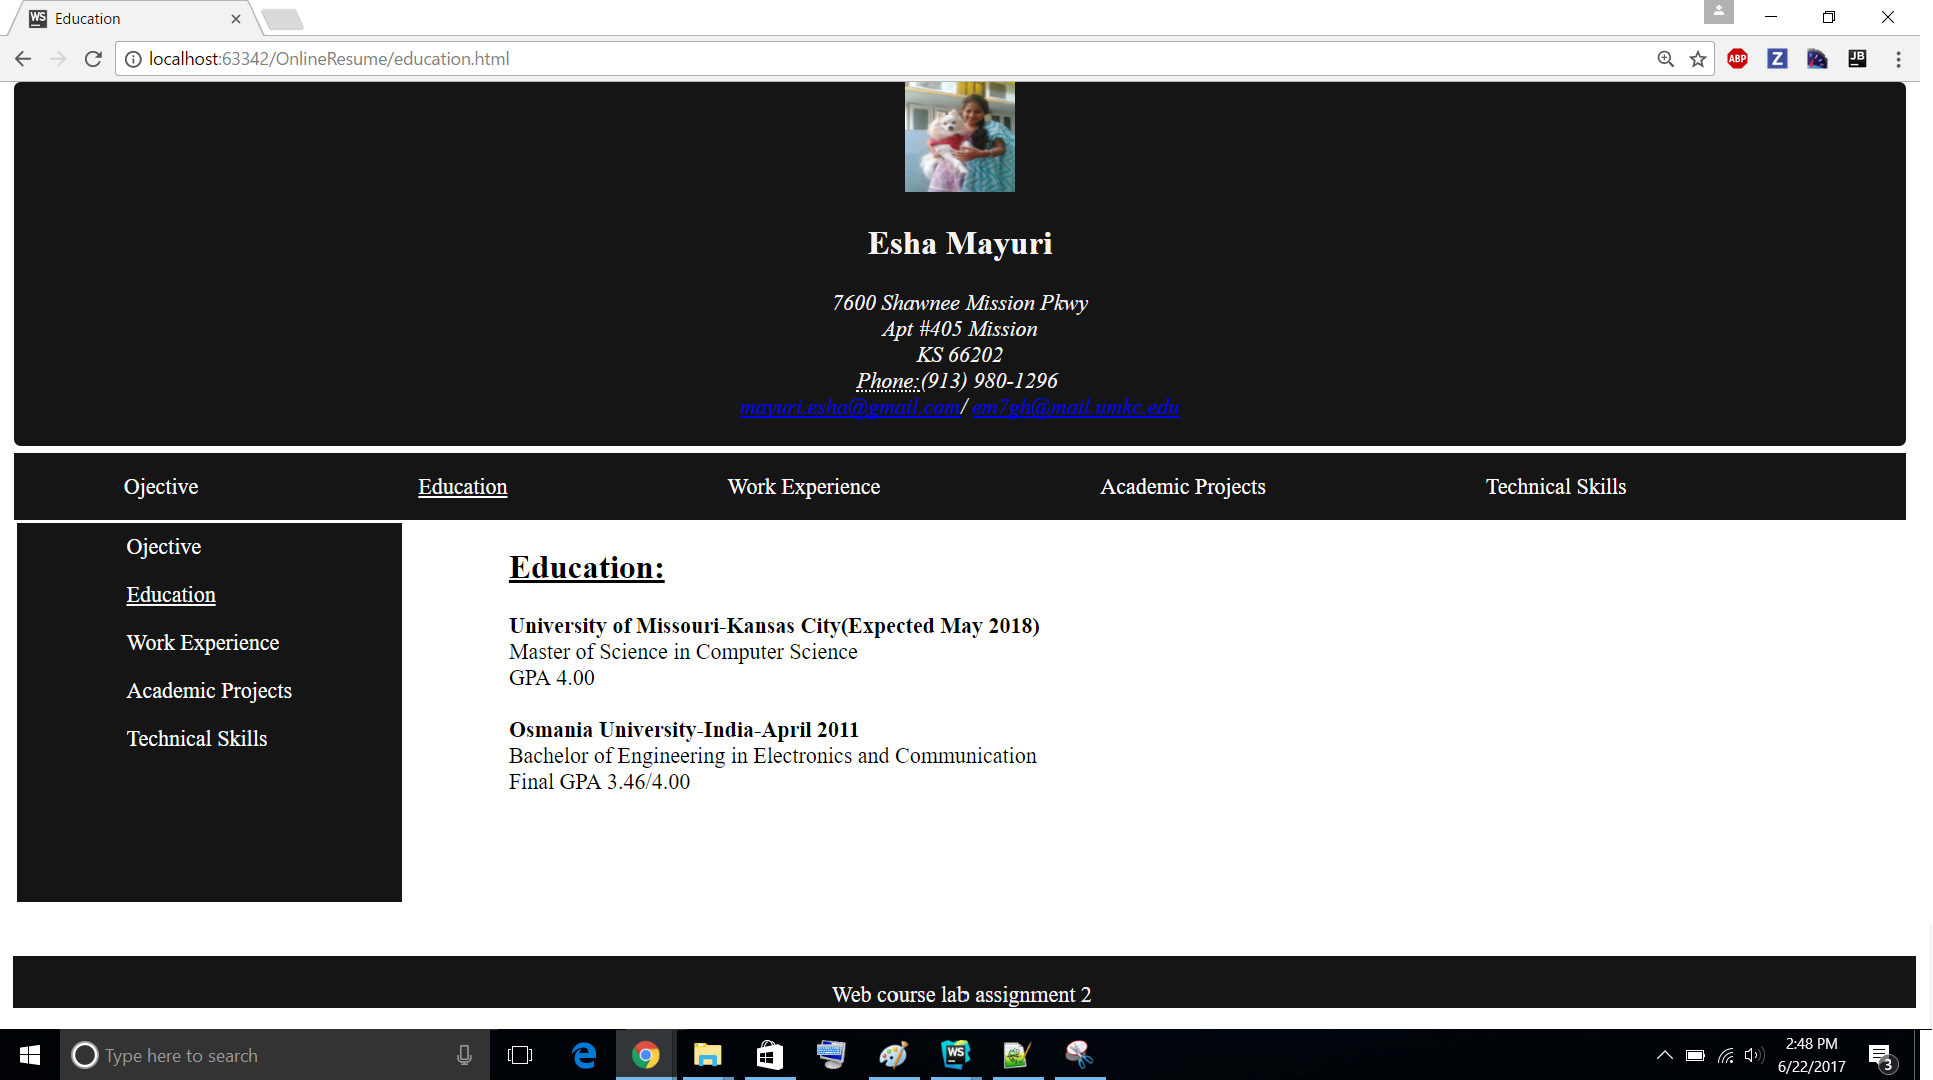 WS Education
localhost:63342/OnlineResume/education.html
ABP
Z
JB
Esha Mayuri
7600 Shawnee Mission Pkwy
Apt #405 Mission
KS 66202
Phone:(913) 980-1296
mayuri.esha@gmail.com/ em7gh@mail.umkc.edu
Ojective Education Work Experience Academic Projects Technical Skills
Ojective
Education
Work Experience
Academic Projects
Technical Skills
Education:
University of Missouri-Kansas City(Expected May 2018)
Master of Science in Computer Science
GPA 4.00
Osmania University-India-April 2011
Bachelor of Engineering in Electronics and Communication
Final GPA 3.46/4.00
Web course lab assignment 2
Type here to search
WS
2:48 PM
6/22/2017
3